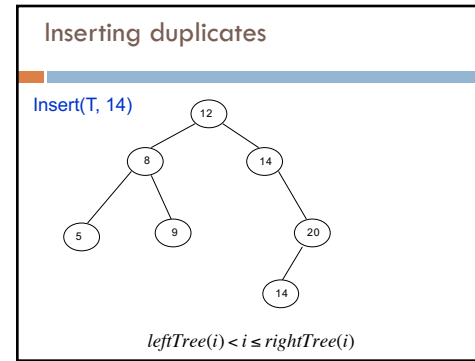 Inserting duplicates
Insert(T, 14)
12
8
14
5
9
20
14
leftTree(i) < i ≤ rightTree(i)